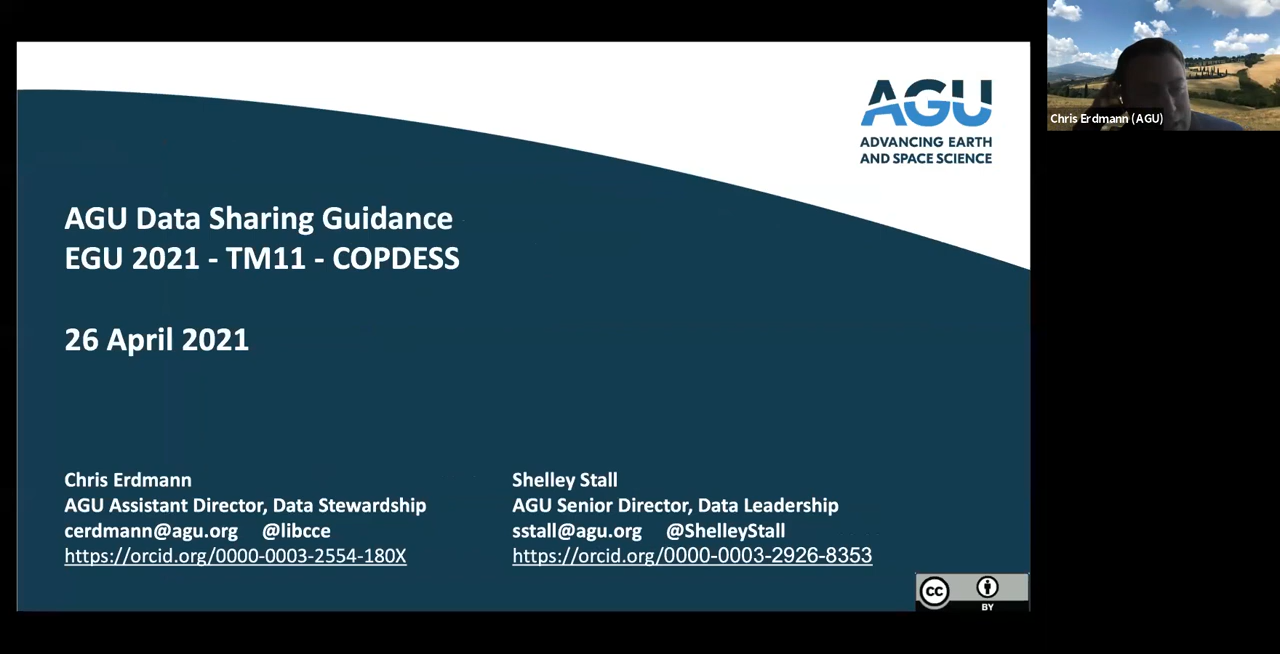 AGU
ADVANCING EARTH
AND SPACE SCIENCE
Chris Erdmann (AGU)
AGU Data Sharing Guidance
EGU 2021 - TM11 - COPDESS
26 April 2021
Chris Erdmann
AGU Assistant Director, Data Stewardship
cerdmann@agu.org @libcce
https://orcid.org/0000-0003-2554-180X
Shelley Stall
AGU Senior Director, Data Leadership
sstall@agu.org @ShelleyStall
https://orcid.org/0000-0003-2926-8353
cc
BY